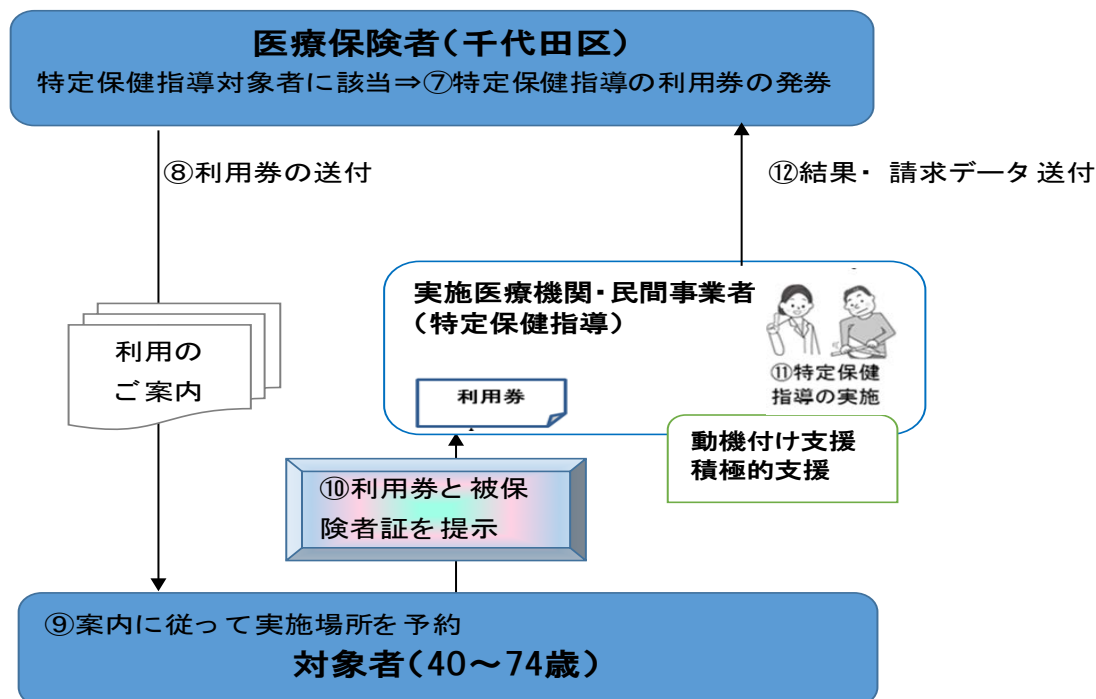 医療保険者(千代田区)
特定保健指導対象者に該当⇒⑦特定保健指導の利用券の発券
⑧利用券の送付
⑫結果・請求データ送付
実施医療機関・民間事業者
(特定保健指導)
⑪特定保健
指導の実施
利用の
ご案内
利用券
動機付け支援
積極的支援
⑩利用券と被保
険者証を提示
⑨案内に従って実施場所を予約
対象者(40～74歳)